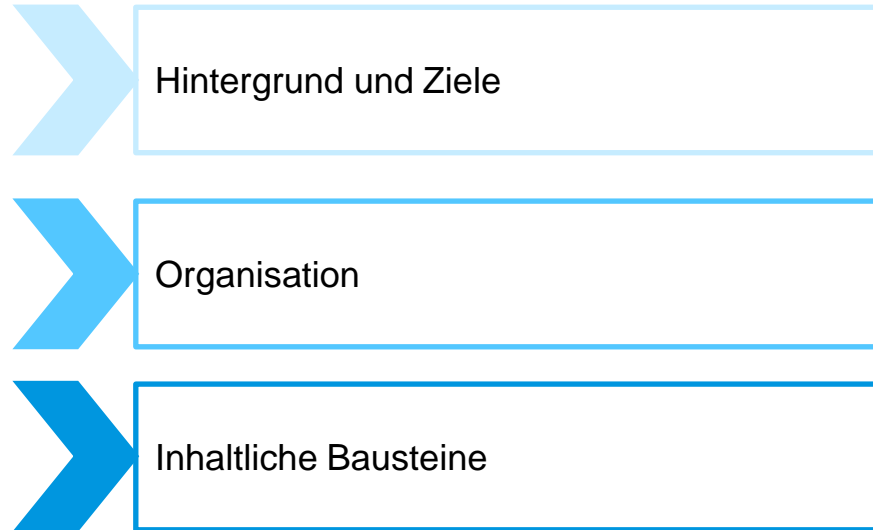 Hintergrund und Ziele
Organisation
Inhaltliche Bausteine